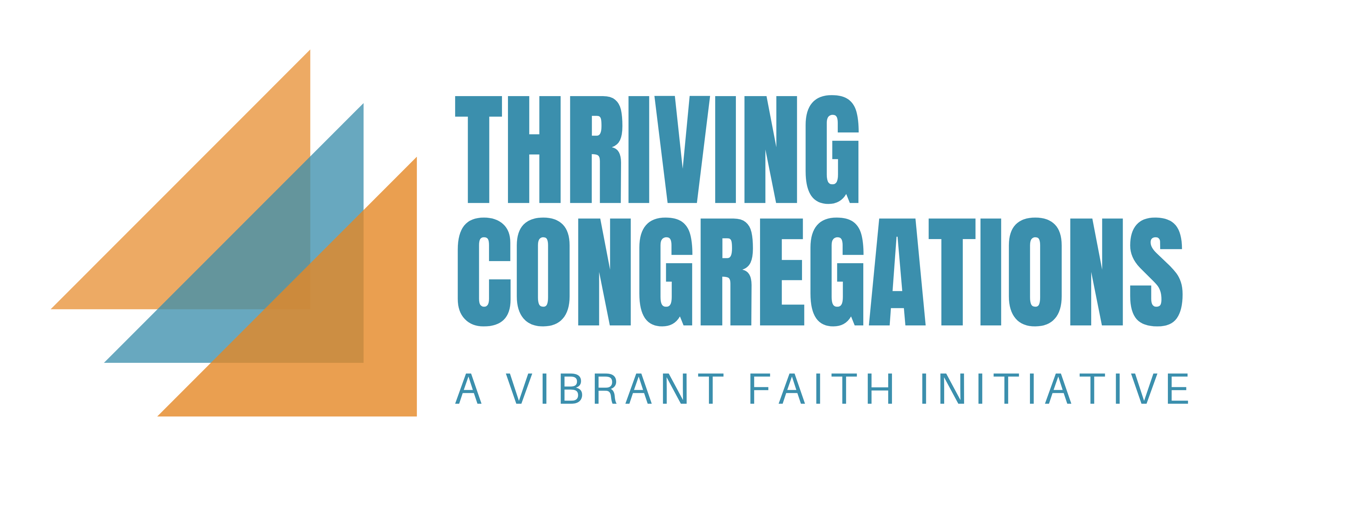 THRIVING
CONGREGATIONS
A VIBRANT FAITH INITIATIVE